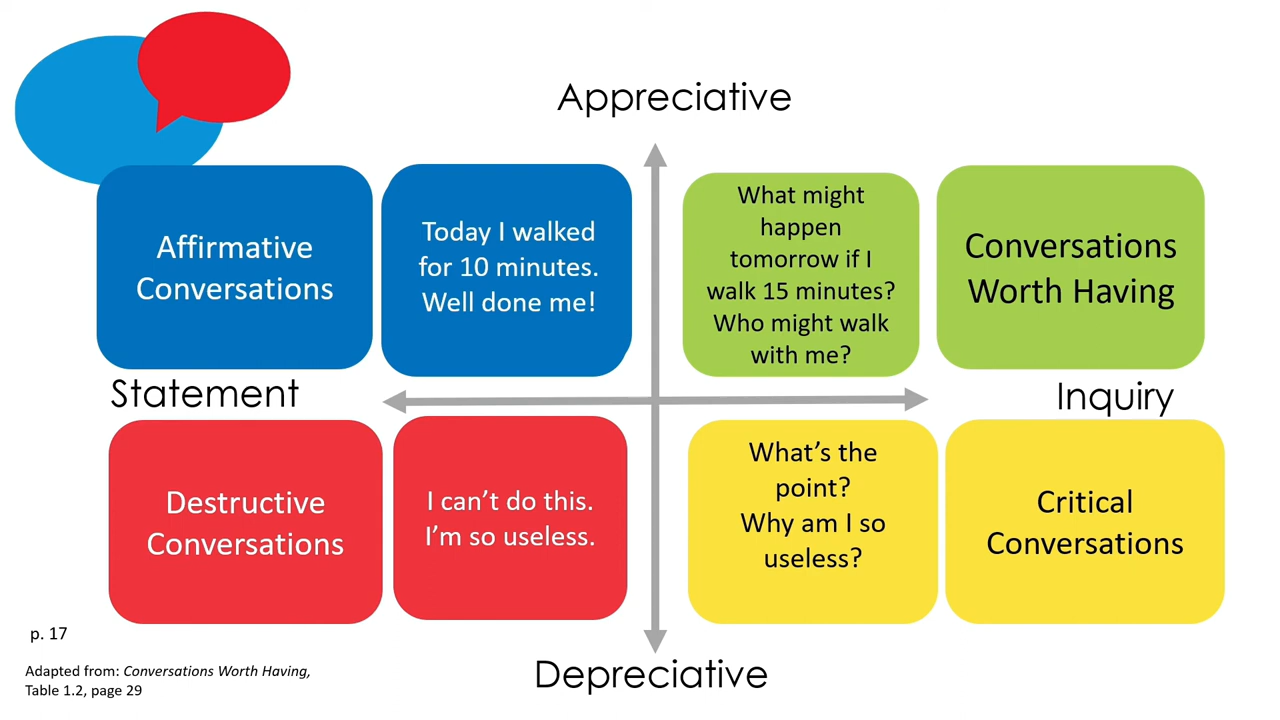 Appreciative
Affirmative
Conversations
Today I walked
for 10 minutes.
Well done me!
What might
happen
tomorrow if I
walk 15 minutes?
Who might walk
with me?
Conversations
Worth Having
Statement
Inquiry
Destructive
Conversations
I can’t do this.
I’m so useless.
What’s the
point?
Why am I so
useless?
Critical
Conversations
Depreciative
p. 17
Adapted from: Conversations Worth Having,
Table 1.2, page 29